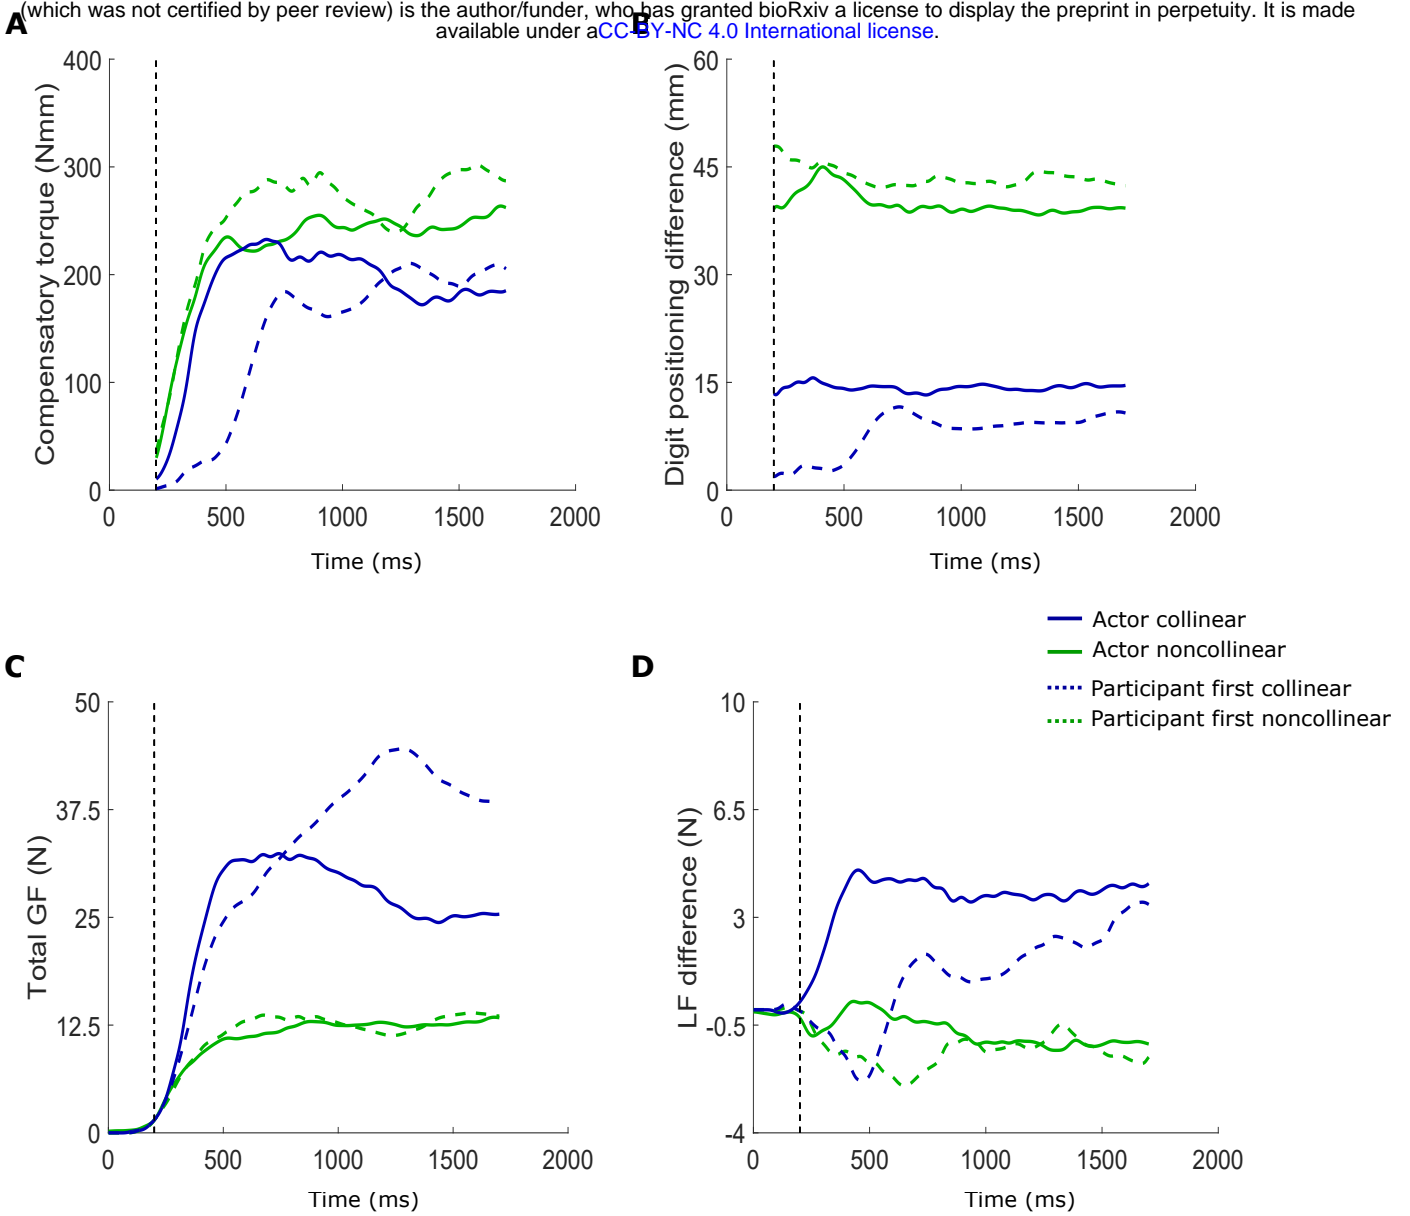 (which was not certified by peer review) is the author/funder, who has granted bioRxiv a license to display the preprint in perpetuity. It is made
available under aCC-BY-NC 4.0 International license.
A
B
Compensatory torque (Nmm)
400
300
200
100
0
0 500 1000 1500 2000
Time (ms)
Digit positioning difference (mm)
60
45
30
15
0
0 500 1000 1500 2000
Time (ms)
Actor collinear
Actor noncollinear
Participant first collinear
Participant first noncollinear
C
Total GF (N)
50
37.5
25
12.5
0
0 500 1000 1500 2000
Time (ms)
D
LF difference (N)
10
6.5
3
-0.5
-4
0 500 1000 1500 2000
Time (ms)